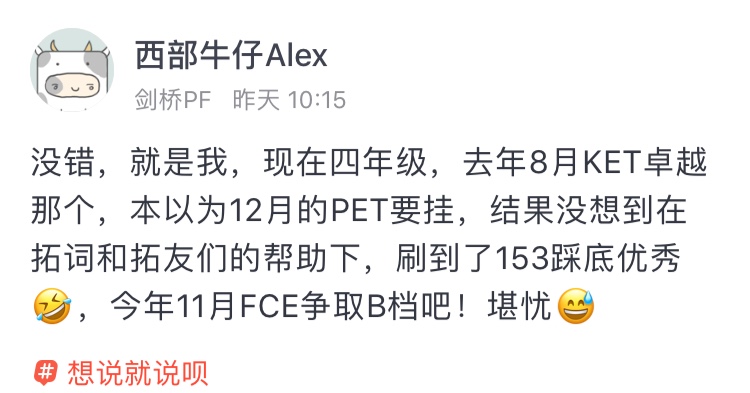 西部牛仔Alex
剑桥PF 昨天 10:15
没错，就是我，现在四年级，去年8月KET卓越
那个，本以为12月的PET要挂，结果没想到在
拓词和拓友们的帮助下，刷到了153踩底优秀
🤣，今年11月FCE争取B档吧！堪忧😅
# 想说就说呗